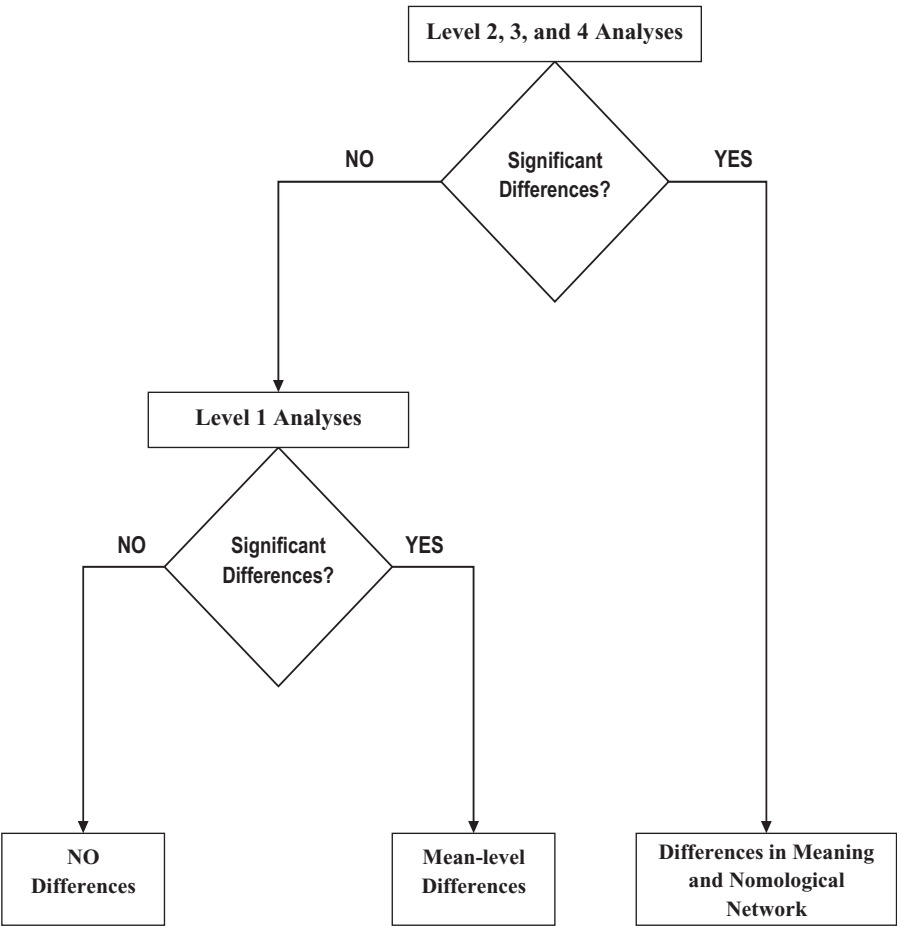 Level 2, 3, and 4 Analyses
NO
Significant
Differences?
YES
Level 1 Analyses
NO
Significant
Differences?
YES
NO
Differences
Mean-level
Differences
Differences in Meaning
and Nomological
Network